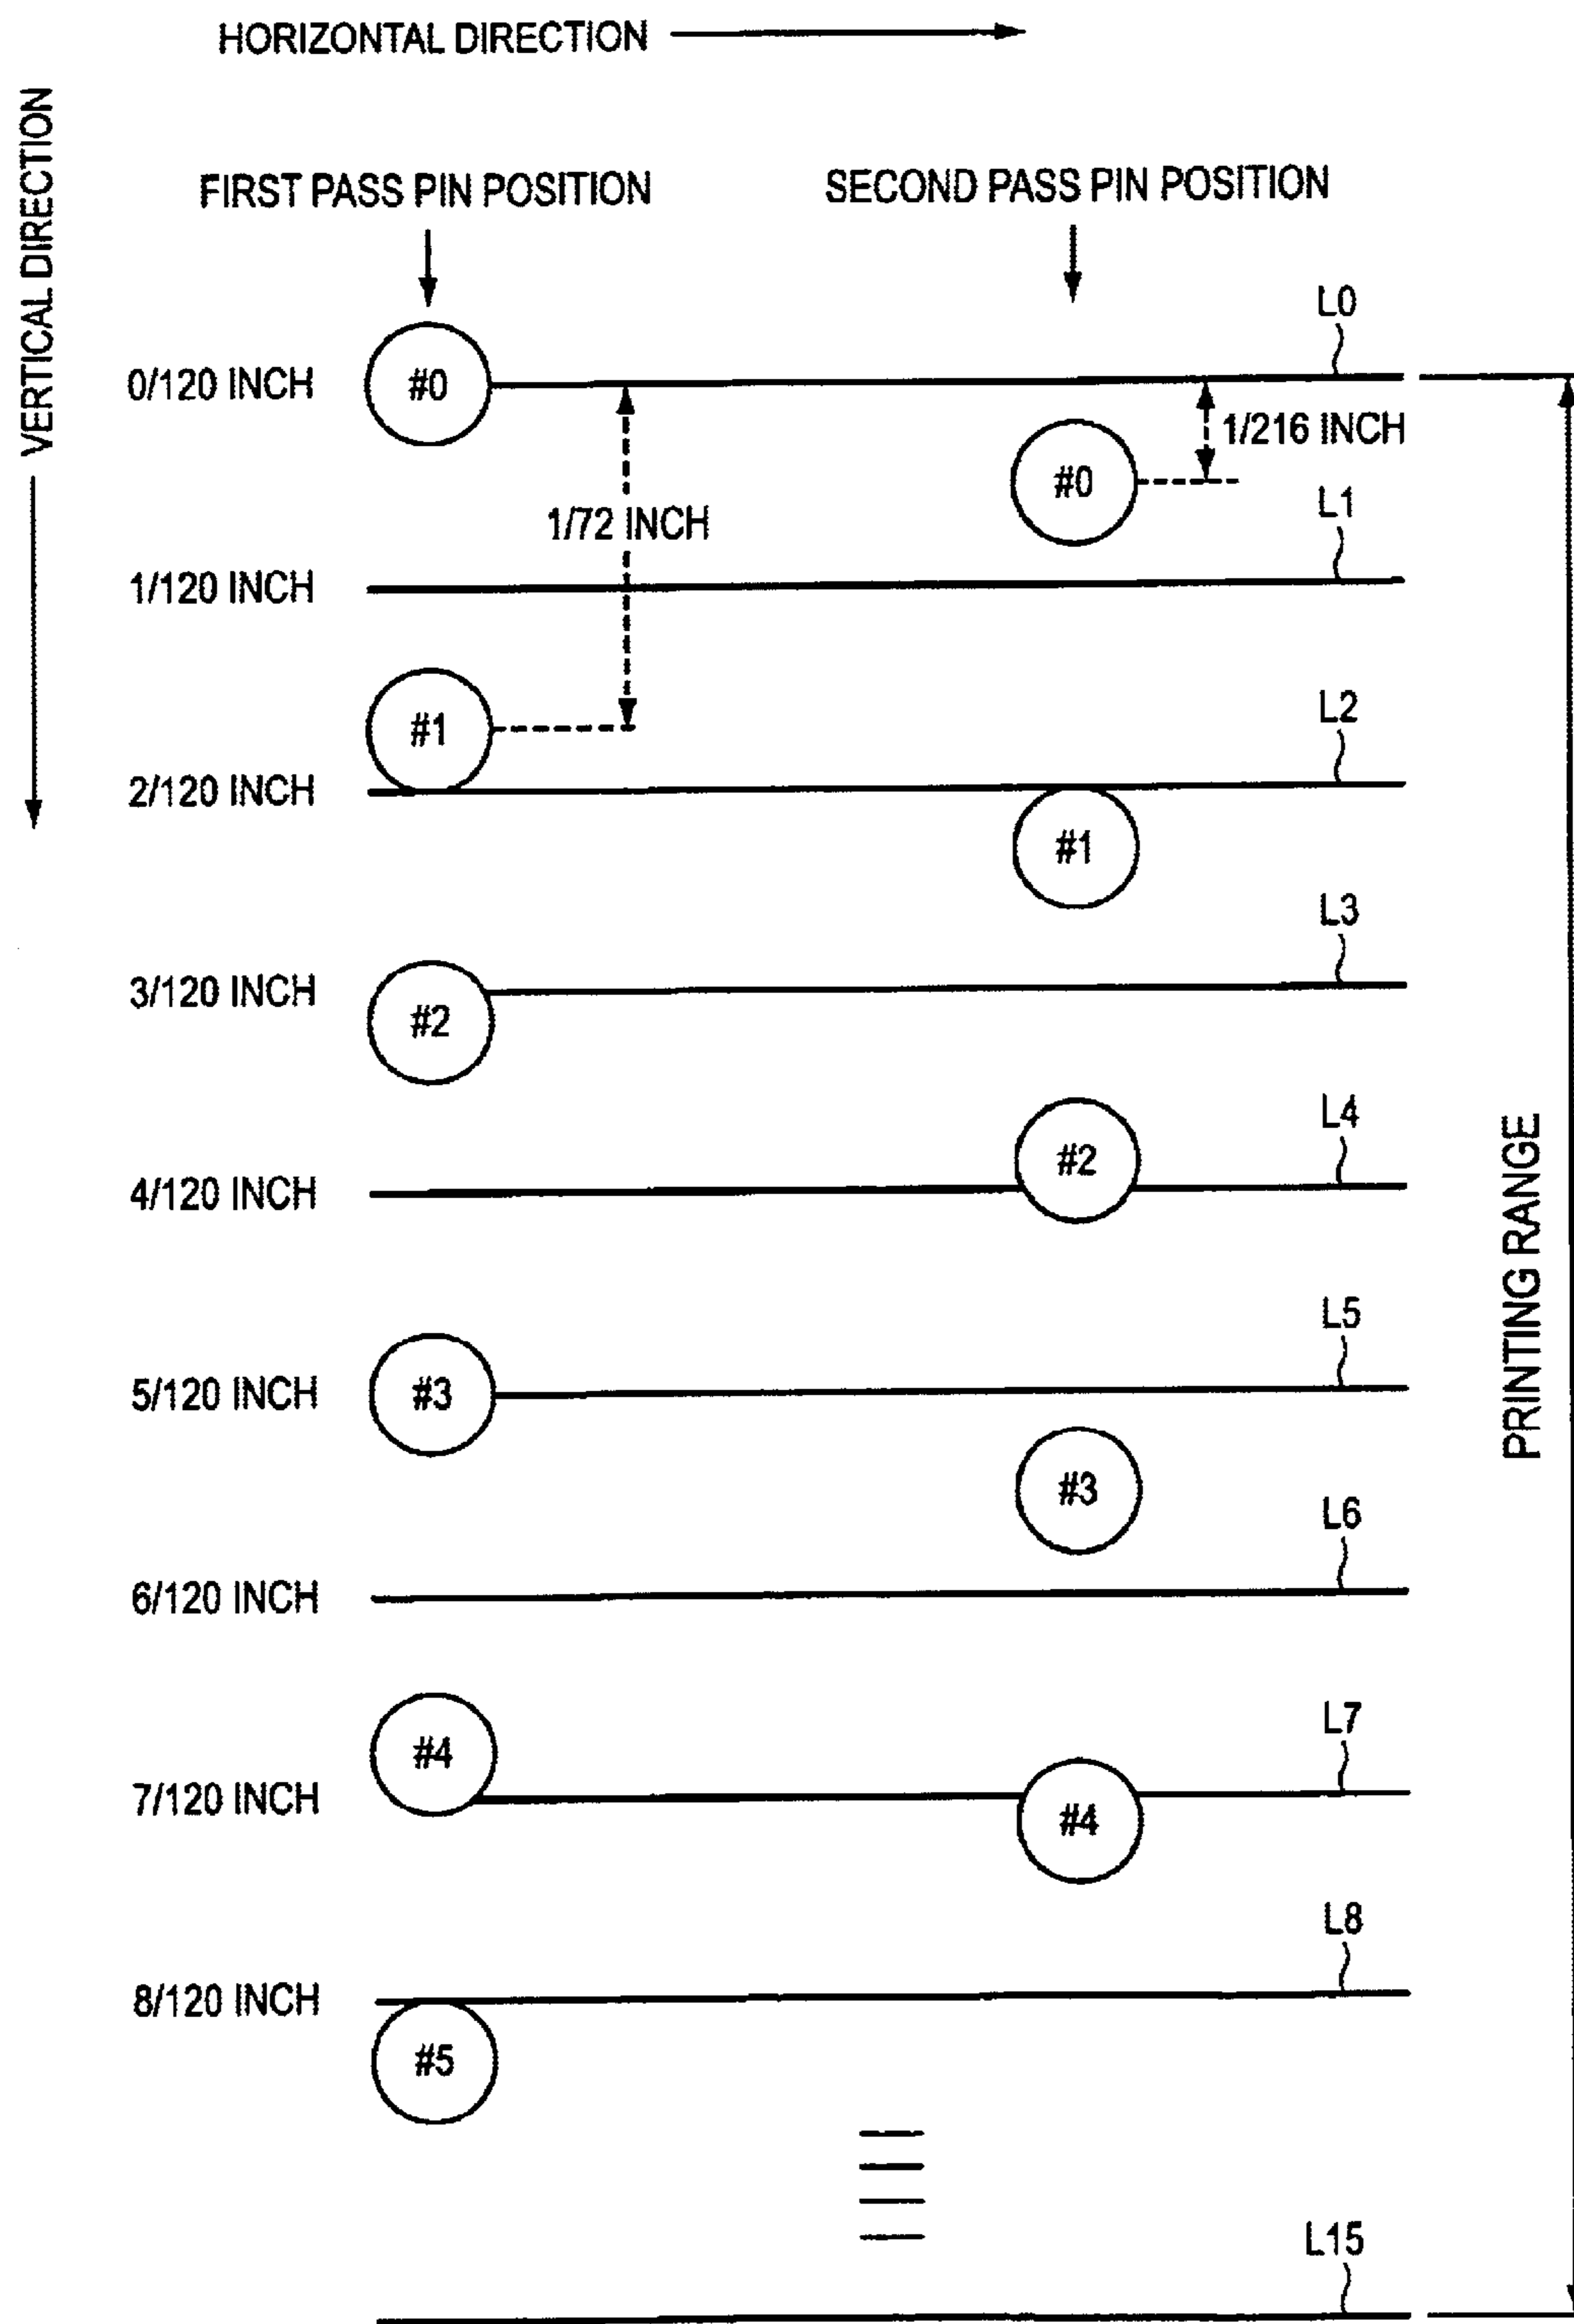 HORIZONTAL DIRECTION
VERTICAL DIRECTION
FIRST PASS PIN POSITION
SECOND PASS PIN POSITION
L0
0/120 INCH
#0
1/216 INCH
#0
L1
1/72 INCH
1/120 INCH
L2
#1
2/120 INCH
#1
L3
3/120 INCH
#2
L4
#2
4/120 INCH
PRINTING RANGE
L5
5/120 INCH
#3
#3
L6
6/120 INCH
L7
#4
7/120 INCH
#4
L8
8/120 INCH
#5
L15